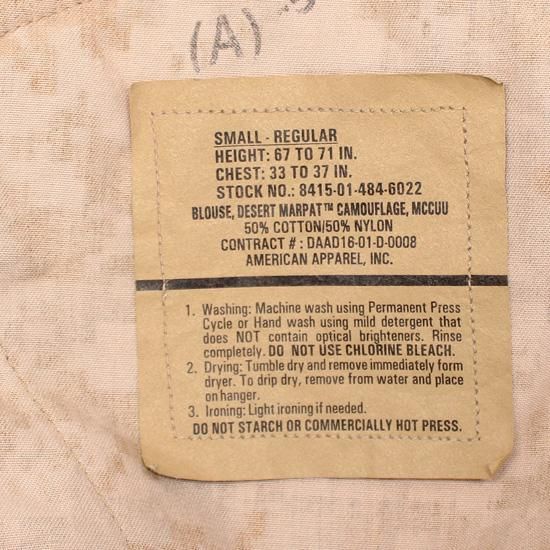 (A)
SMALL - REGULAR
HEIGHT: 67 TO 71 IN.
CHEST: 33 TO 37 IN.
STOCK NO.: 8415-01-484-6022
BLOUSE, DESERT MARPAT™ CAMOUFLAGE, MCCUU
50% COTTON/50% NYLON
CONTRACT # : DAAD16-01-D-0008
AMERICAN APPAREL, INC.
1. Washing: Machine wash using Permanent Press
Cycle or Hand wash using mild detergent that
does NOT contain optical brighteners. Rinse
completely. DO NOT USE CHLORINE BLEACH.
2. Drying: Tumble dry and remove immediately form
dryer. To drip dry, remove from water and place
on hanger.
3. Ironing: Light ironing if needed.
DO NOT STARCH OR COMMERCIALLY HOT PRESS.